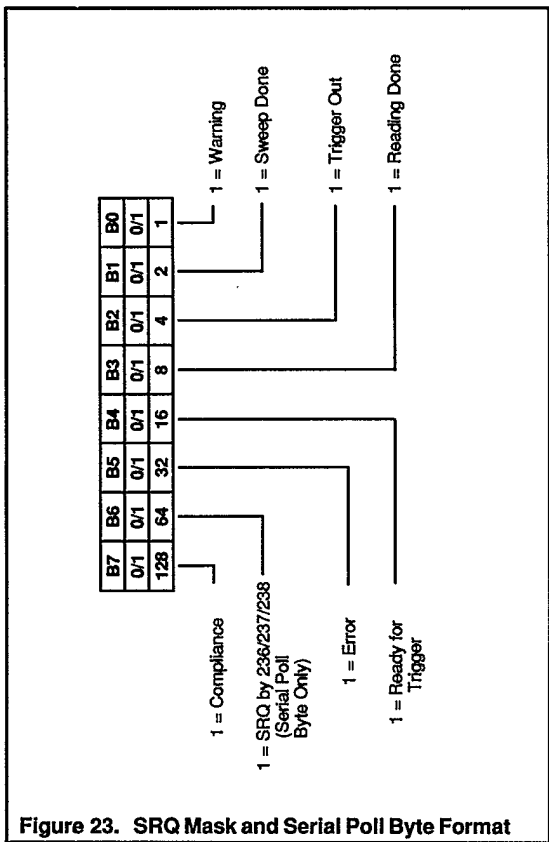 B7 B6 B5 B4 B3 B2 B1 B0
0/1 0/1 0/1 0/1 0/1 0/1 0/1 0/1
128 64 32 16 8 4 2 1
1 = Compliance
1 = SRQ by 236/237/238
(Serial Poll
Byte Only)
1 = Error
1 = Ready for
Trigger
1 = Warning
1 = Sweep Done
1 = Trigger Out
1 = Reading Done
Figure 23. SRQ Mask and Serial Poll Byte Format